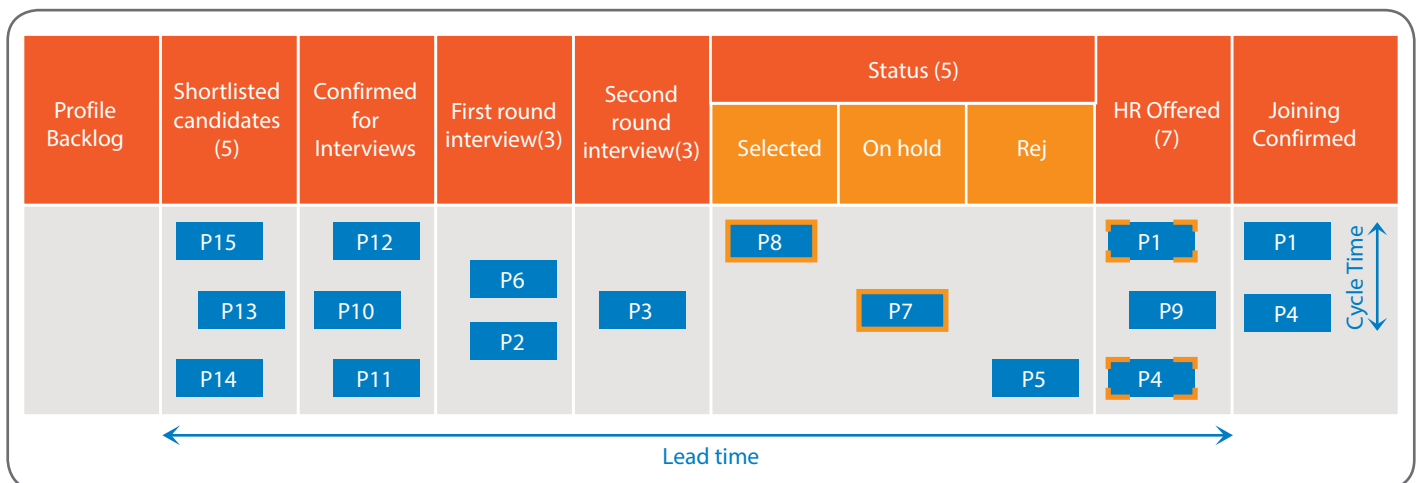 Profile
Backlog
Shortlisted
candidates
(5)
Confirmed
for
Interviews
First round
interview(3)
Second
round
interview(3)
Status (5)
Selected
On hold
Rej
HR Offered
(7)
Joining
Confirmed
P15
P13
P14
P12
P10
P11
P6
P2
P3
P8
P7
P5
P1
P9
P4
P1
P4
Cycle Time
Lead time